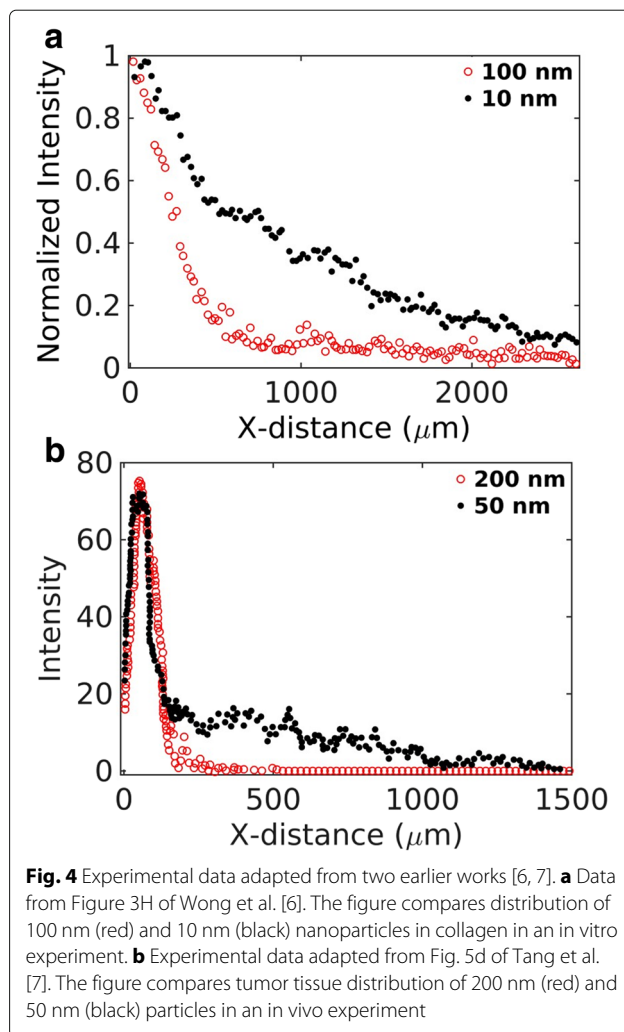 a
1
0.8
0.6
0.4
0.2
0
Normalized Intensity
100 nm
10 nm
0 1000 2000
X-distance (μm)
b
80
60
40
20
0
Intensity
200 nm
50 nm
0 500 1000 1500
X-distance (μm)
Fig. 4 Experimental data adapted from two earlier works [6, 7]. a Data
from Figure 3H of Wong et al. [6]. The figure compares distribution of
100 nm (red) and 10 nm (black) nanoparticles in collagen in an in vitro
experiment. b Experimental data adapted from Fig. 5d of Tang et al.
[7]. The figure compares tumor tissue distribution of 200 nm (red) and
50 nm (black) particles in an in vivo experiment